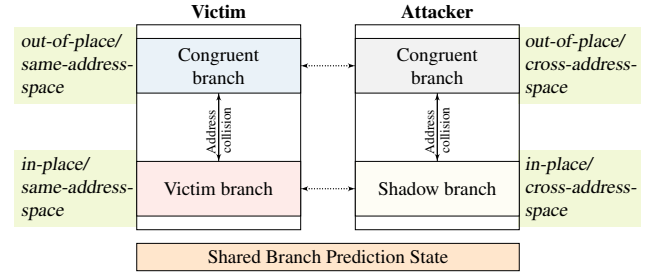 Victim
Attacker
out-of-place/
same-address-
space
Congruent
branch
Congruent
branch
out-of-place/
cross-address-
space
Address
collision
Address
collision
in-place/
same-address-
space
Victim branch
Shadow branch
in-place/
cross-address-
space
Shared Branch Prediction State